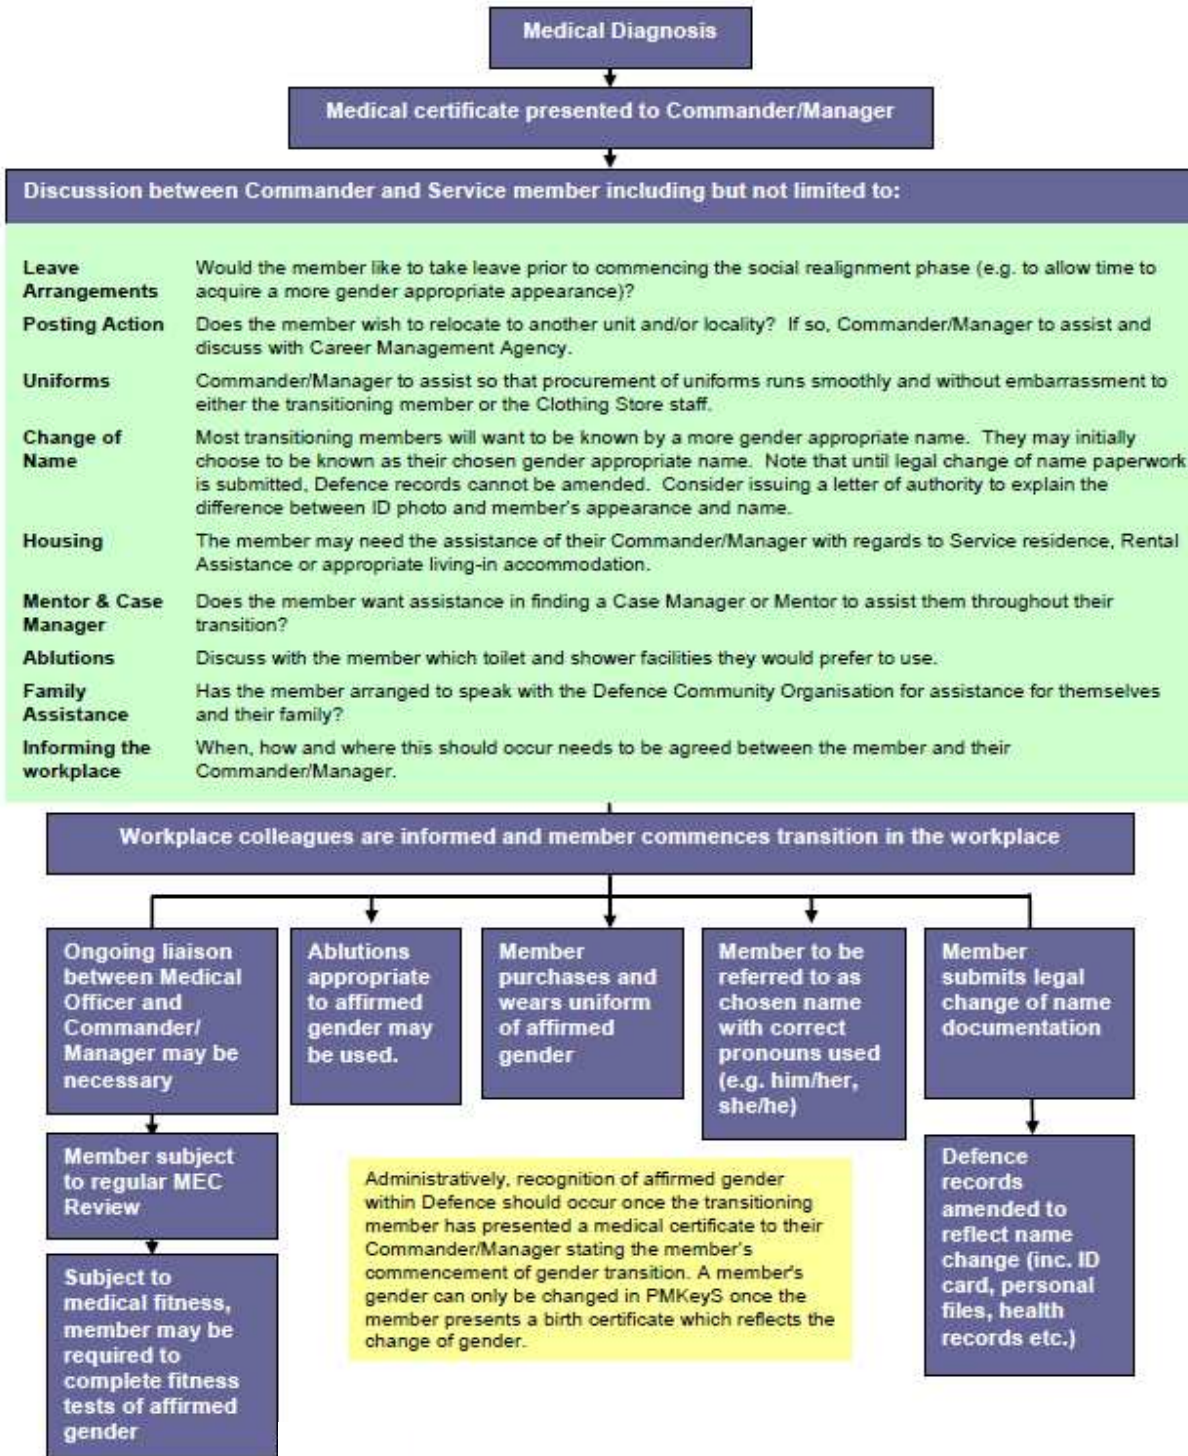 Medical Diagnosis
Medical certificate presented to Commander/Manager
Discussion between Commander and Service member including but not limited to:
Leave Arrangements
Would the member like to take leave prior to commencing the social realignment phase (e.g. to allow time to
acquire a more gender appropriate appearance)?
Posting Action
Does the member wish to relocate to another unit and/or locality? If so, Commander/Manager to assist and
discuss with Career Management Agency.
Uniforms
Commander/Manager to assist so that procurement of uniforms runs smoothly and without embarrassment to
either the transitioning member or the Clothing Store staff.
Change of
Name
Most transitioning members will want to be known by a more gender appropriate name. They may initially
choose to be known as their chosen gender appropriate name. Note that until legal change of name paperwork
is submitted, Defence records cannot be amended. Consider issuing a letter of authority to explain the
difference between ID photo and member's appearance and name.
Housing
The member may need the assistance of their Commander/Manager with regards to Service residence, Rental
Assistance or appropriate living-in accommodation.
Mentor & Case
Manager
Does the member want assistance in finding a Case Manager or Mentor to assist them throughout their
transition?
Ablutions
Discuss with the member which toilet and shower facilities they would prefer to use.
Family
Assistance
Has the member arranged to speak with the Defence Community Organisation for assistance for themselves
and their family?
Informing the
workplace
When, how and where this should occur needs to be agreed between the member and their
Commander/Manager.
Workplace colleagues are informed and member commences transition in the workplace
Ongoing liaison
between Medical
Officer and
Commander/
Manager may be
necessary
Member subject
to regular MEC
Review
Subject to
medical fitness,
member may be
required to
complete fitness
tests of affirmed
gender
Ablutions
appropriate
to affirmed
gender may
be used.
Member
purchases and
wears uniform
of affirmed
gender
Member to be
referred to as
chosen name
with correct
pronouns used
(e.g. him/her,
she/he)
Member
submits legal
change of name
documentation
Defence
records
amended to
reflect name
change (inc. ID
card, personal
files, health
records etc.)
Administratively, recognition of affirmed gender
within Defence should occur once the transitioning
member has presented a medical certificate to their
Commander/Manager stating the member's
commencement of gender transition. A member's
gender can only be changed in PMKeyS once the
member presents a birth certificate which reflects the
change of gender.